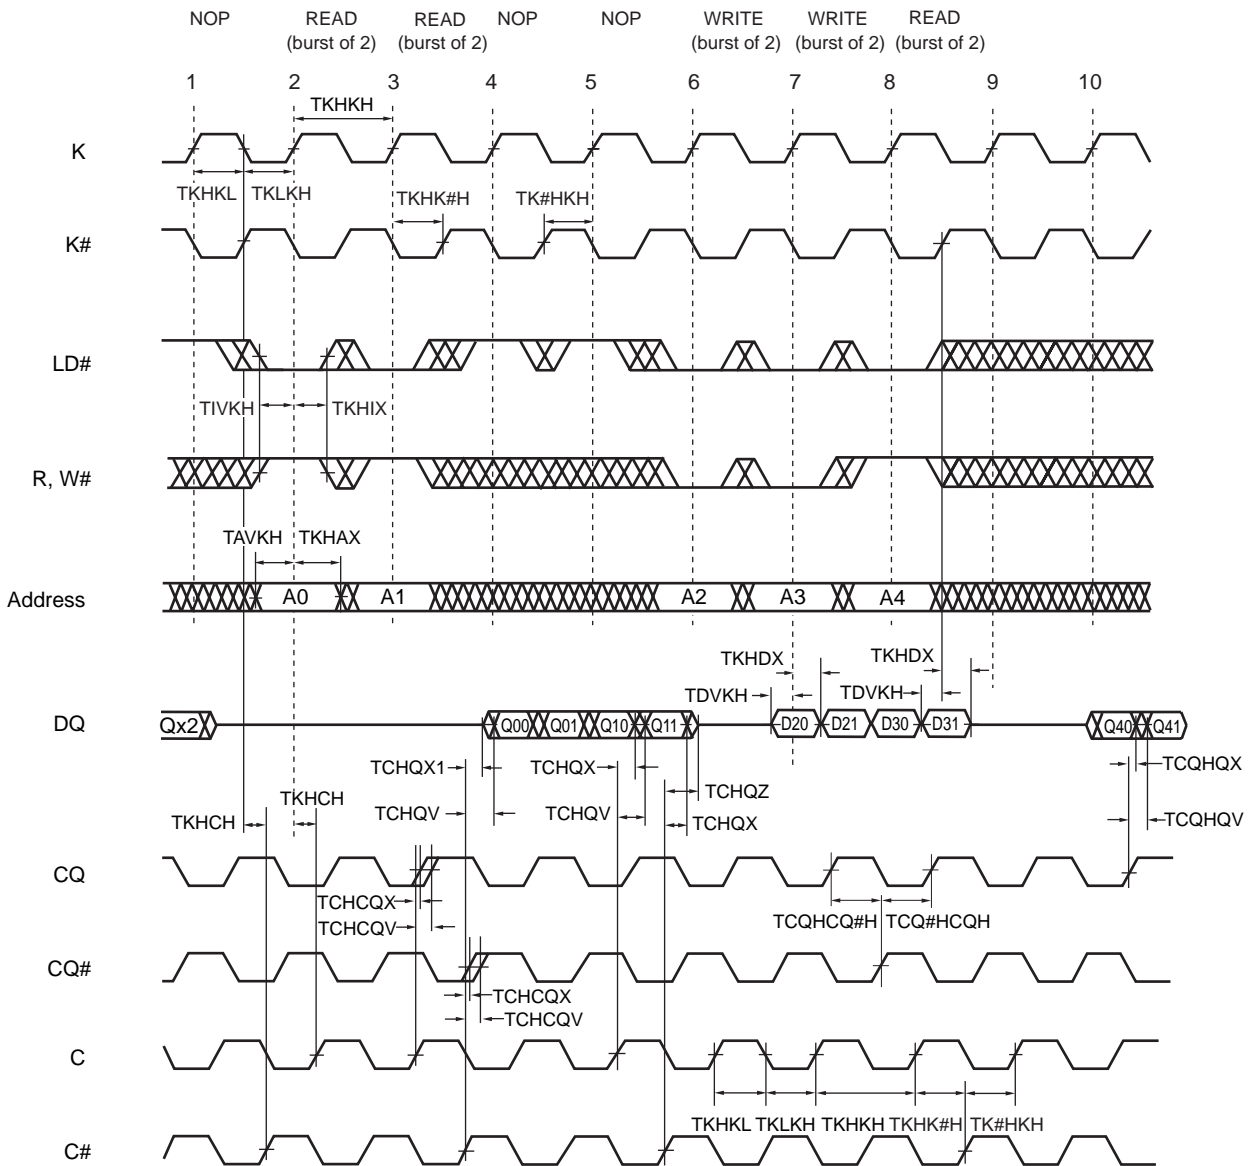 NOP READ READ NOP NOP WRITE WRITE READ
(burst of 2) (burst of 2) (burst of 2) (burst of 2) (burst of 2)
1 2 3 4 5 6 7 8 9 10
TKHKH
K
TKHKL TKLKH TKHK#H TK#HKH
K#
LD#
TIVKH TKHIX
R, W#
TAVKH TKHAX
Address A0 A1 A2 A3 A4
TKHDX TKHDX
TDVKH TDVKH
DQ Qx2 Q00 Q01 Q10 Q11 D20 D21 D30 D31 Q40 Q41
TCHQX1 TCHQX TCQHQX
TCHQZ
TKHCH
TKHCH TCHQV TCHQV TCHQX TCQHQV
CQ
TCHCQX
TCQHCQ#H TCQ#HCQH
TCHCQV
CQ#
TCHCQX
TCHCQV
C
TKHKL TKLKH TKHKH TKHK#H TK#HKH
C#